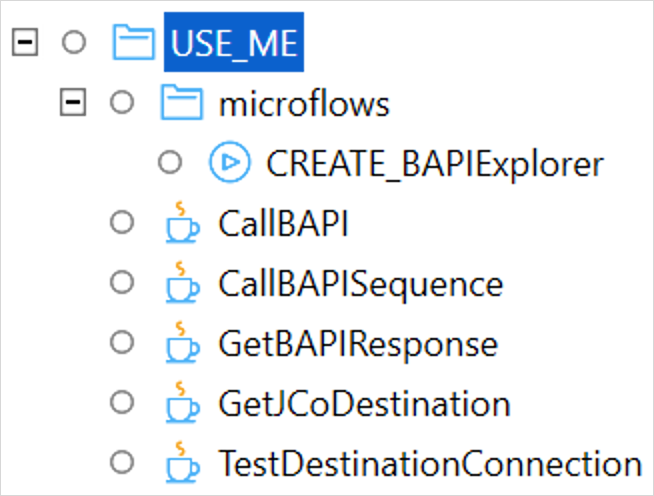 USE_ME
microflows
CREATE_BAPIExplorer
CallBAPI
CallBAPISequence
GetBAPIResponse
GetJCoDestination
TestDestinationConnection